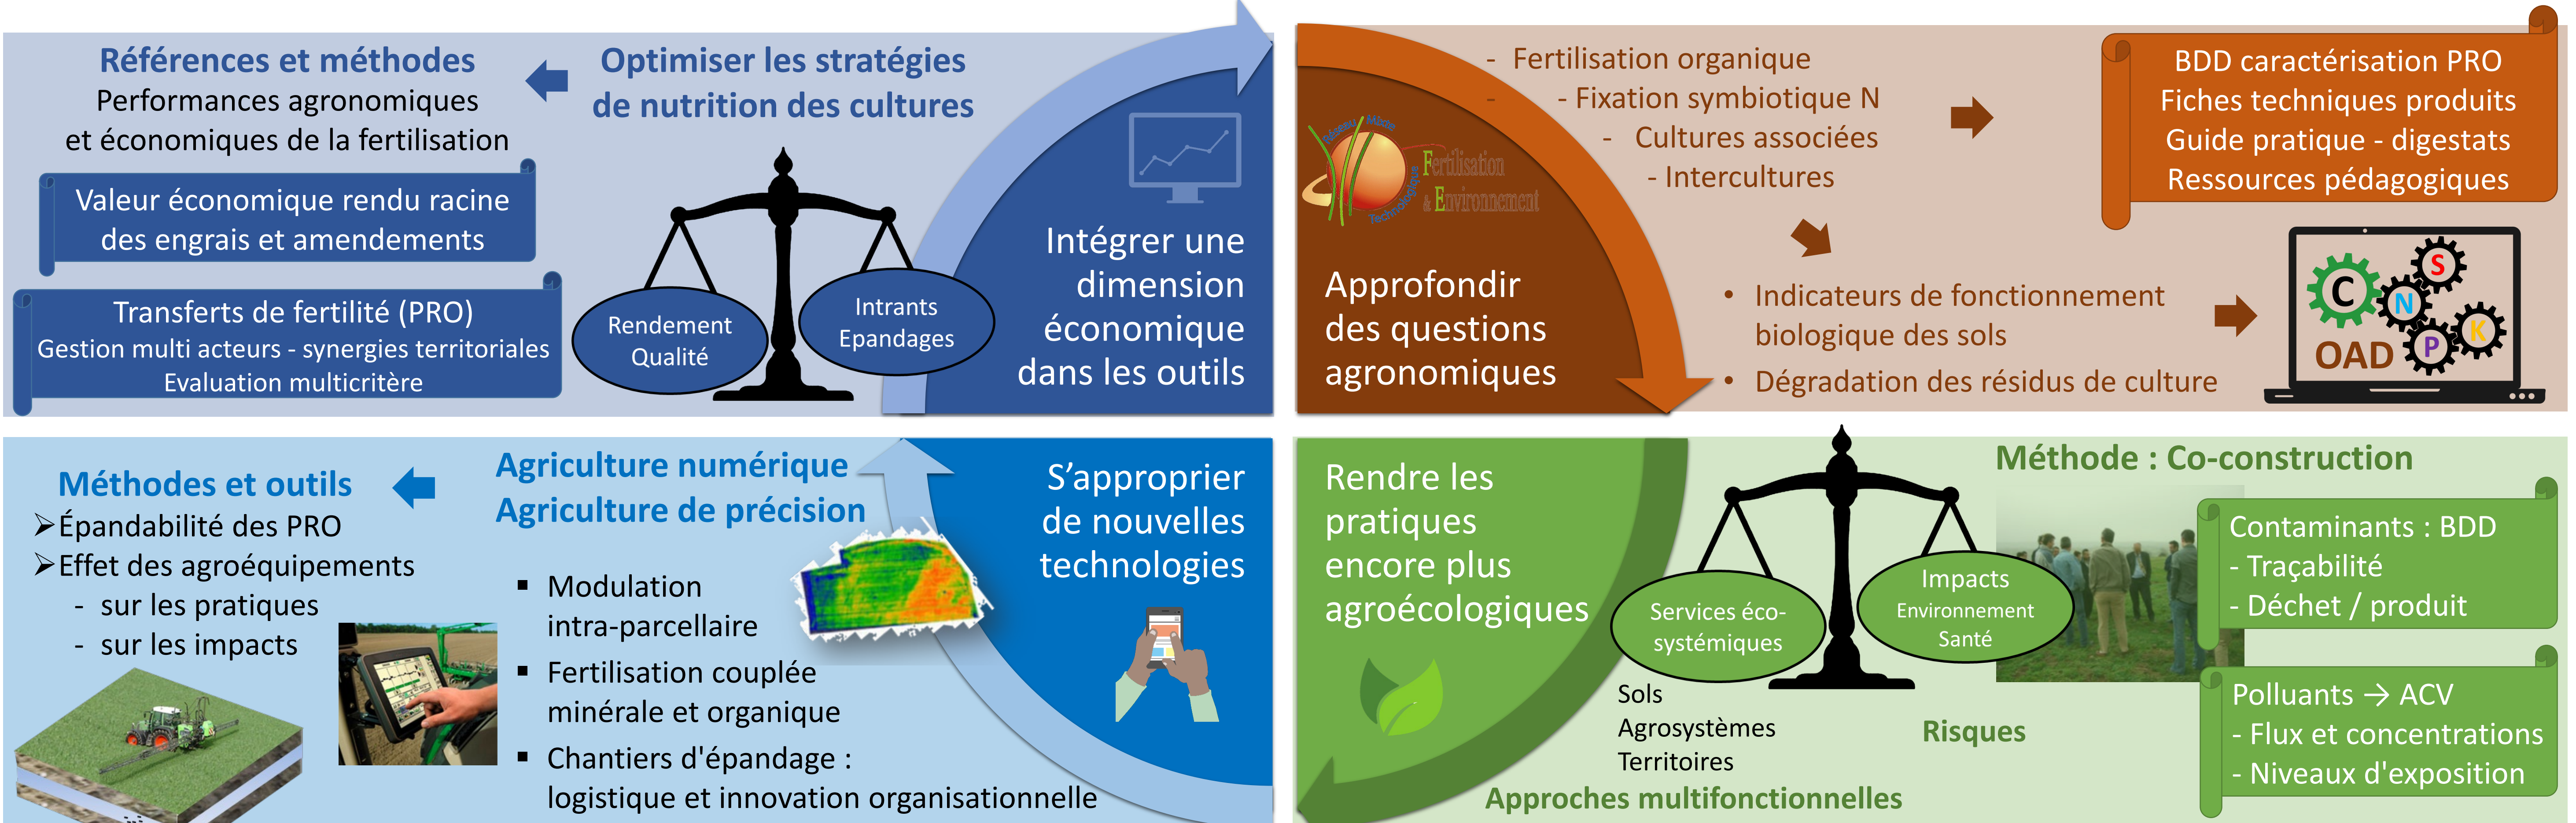 Références et méthodes
Performances agronomiques
et économiques de la fertilisation
Valeur économique rendu racine
des engrais et amendements
Transferts de fertilité (PRO)
Gestion multi acteurs - synergies territoriales
Evaluation multicritère
Optimiser les stratégies
de nutrition des cultures
Rendement
Qualité
Intrants
Epandages
Intégrer une
dimension
économique
dans les outils
Réseau Mixte
Technologique
Fertilisation
& Environnement
Approfondir
des questions
agronomiques
- Fertilisation organique
- - Fixation symbiotique N
- Cultures associées
- Intercultures
BDD caractérisation PRO
Fiches techniques produits
Guide pratique - digestats
Ressources pédagogiques
• Indicateurs de fonctionnement
biologique des sols
• Dégradation des résidus de culture
C
N
S
P
K
OAD
Méthodes et outils
➢Épandabilité des PRO
➢Effet des agroéquipements
- sur les pratiques
- sur les impacts
Agriculture numérique
Agriculture de précision
▪ Modulation
intra-parcellaire
▪ Fertilisation couplée
minérale et organique
▪ Chantiers d'épandage :
logistique et innovation organisationnelle
S’approprier
de nouvelles
technologies
Rendre les
pratiques
encore plus
agroécologiques
Services éco-
systémiques
Impacts
Environnement
Santé
Sols
Agrosystèmes
Territoires
Approches multifonctionnelles
Risques
Méthode : Co-construction
Contaminants : BDD
- Traçabilité
- Déchet / produit
Polluants → ACV
- Flux et concentrations
- Niveaux d'exposition